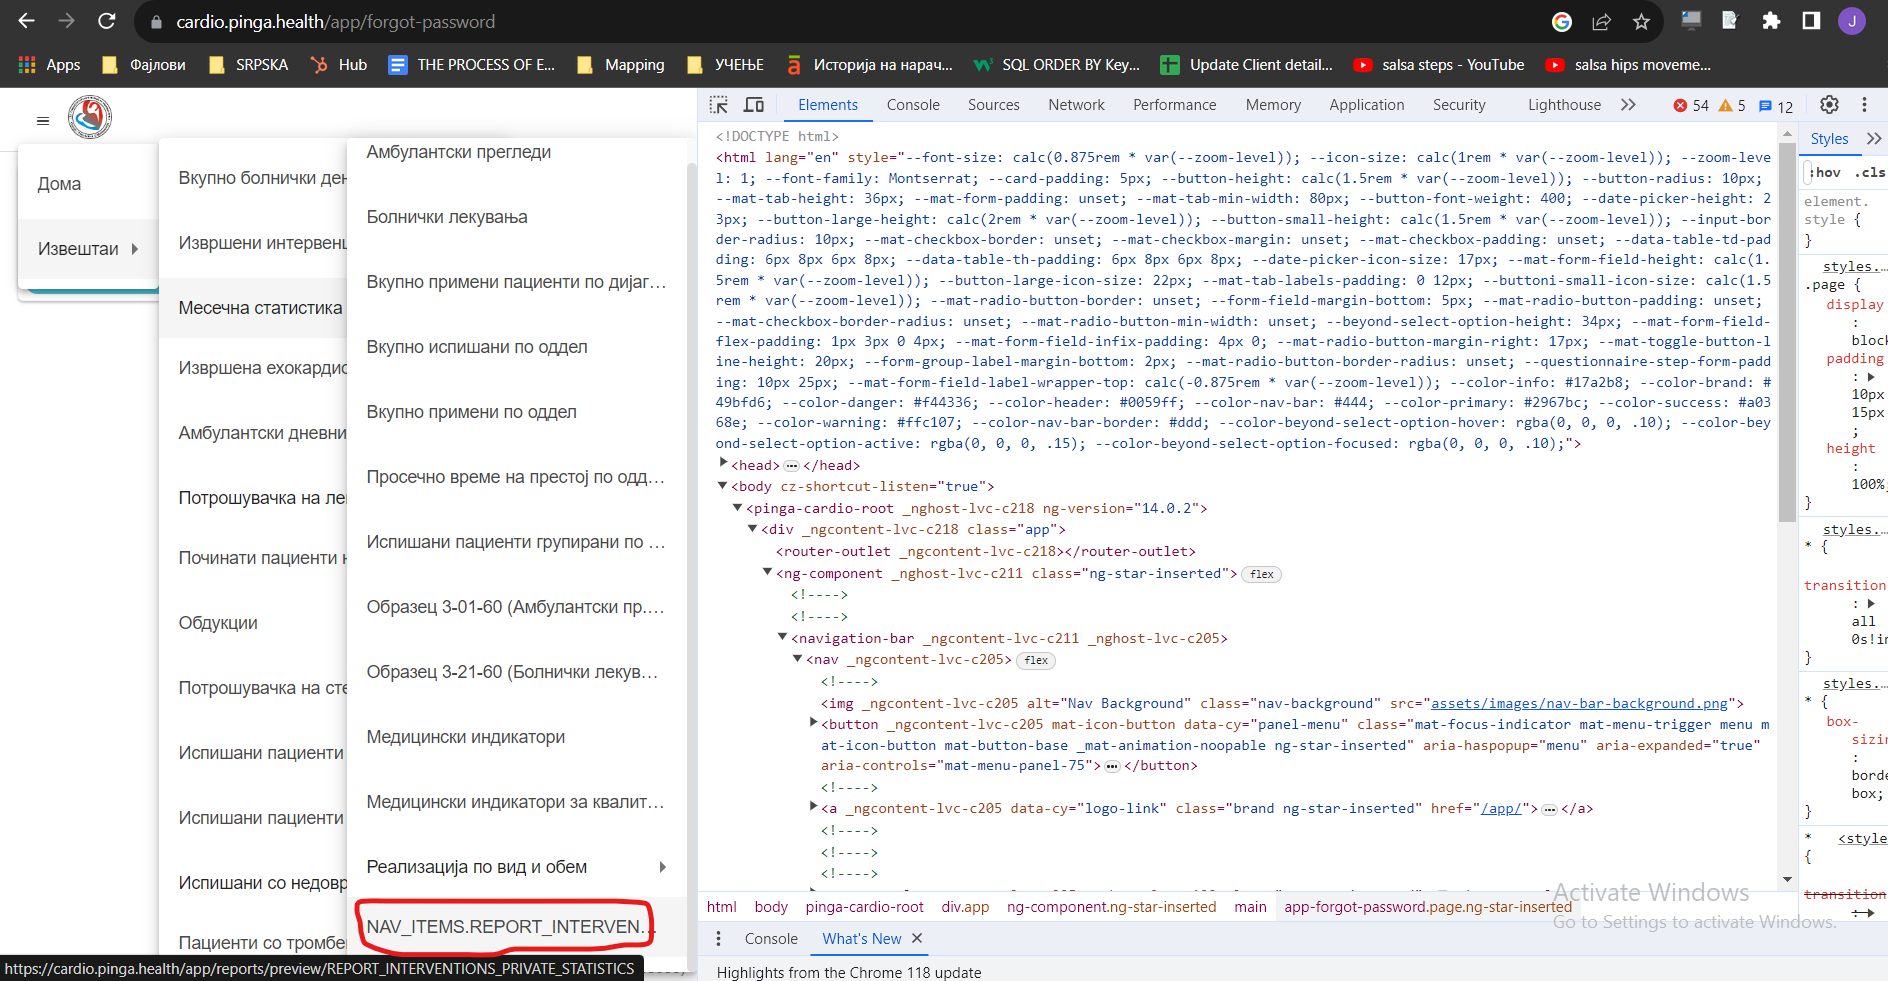 cardio.pinga.health/app/forgot-password
J
Apps
Фајлови
SRPSKA
Hub
THE PROCESS OF E...
Mapping
УЧЕЊЕ
Историја на нарач...
SQL ORDER BY Key...
Update Client detail...
salsa steps - YouTube
salsa hips moveme...
Дома
Извештаи
Вкупно болнички ден
Извршени интервенц
Месечна статистика
Извршена ехокардис
Амбулантски дневни
Потрошувачка на ле
Починати пациенти н
Обдукции
Потрошувачка на сте
Испишани пациенти
Испишани пациенти
Испишани со недовр
Пациенти со тромбе
Амбулантски прегледи
Болнички лекувања
Вкупно примени пациенти по дијаг...
Вкупно испишани по оддел
Вкупно примени по оддел
Просечно време на престој по одд...
Испишани пациенти групирани по ...
Образец 3-01-60 (Амбулантски пр....
Образец 3-21-60 (Болнички лекув...
Медицински индикатори
Медицински индикатори за квалит...
Реализација по вид и обем
NAV_ITEMS.REPORT_INTERVEN...
https://cardio.pinga.health/app/reports/preview/REPORT_INTERVENTIONS_PRIVATE_STATISTICS
Elements
Console
Sources
Network
Performance
Memory
Application
Security
Lighthouse
54
5
12
<!DOCTYPE html>
<html lang="en" style="--font-size: calc(0.875rem * var(--zoom-level)); --icon-size: calc(1rem * var(--zoom-level)); --zoom-leve
l: 1; --font-family: Montserrat; --card-padding: 5px; --button-height: calc(1.5rem * var(--zoom-level)); --button-radius: 10px;
--mat-tab-height: 36px; --mat-form-padding: unset; --mat-tab-min-width: 80px; --button-font-weight: 400; --date-picker-height: 2
3px; --button-large-height: calc(2rem * var(--zoom-level)); --button-small-height: calc(1.5rem * var(--zoom-level)); --input-bor
der-radius: 10px; --mat-checkbox-border: unset; --mat-checkbox-margin: unset; --mat-checkbox-padding: unset; --data-table-td-pad
ding: 6px 8px 6px 8px; --data-table-th-padding: 6px 8px 6px 8px; --date-picker-icon-size: 17px; --mat-form-field-height: calc(1.
5rem * var(--zoom-level)); --button-large-icon-size: 22px; --mat-tab-labels-padding: 0 12px; --buttoni-small-icon-size: calc(1.5
rem * var(--zoom-level)); --mat-radio-button-border: unset; --form-field-margin-bottom: 5px; --mat-radio-button-padding: unset;
--mat-checkbox-border-radius: unset; --mat-radio-button-min-width: unset; --beyond-select-option-height: 34px; --mat-form-field-
flex-padding: 1px 3px 0 4px; --mat-form-field-infix-padding: 4px 0; --mat-radio-button-margin-right: 17px; --mat-toggle-button-l
ine-height: 20px; --form-group-label-margin-bottom: 2px; --mat-radio-button-border-radius: unset; --questionnaire-step-form-padd
ing: 10px 25px; --mat-form-field-label-wrapper-top: calc(-0.875rem * var(--zoom-level)); --color-info: #17a2b8; --color-brand: #
49bfd6; --color-danger: #f44336; --color-header: #0059ff; --color-nav-bar: #444; --color-primary: #2967bc; --color-success: #a03
68e; --color-warning: #ffc107; --color-nav-bar-border: #ddd; --color-beyond-select-option-hover: rgba(0, 0, 0, .10); --color-bey
ond-select-option-active: rgba(0, 0, 0, .15); --color-beyond-select-option-focused: rgba(0, 0, 0, .10);">
<head> ... </head>
<body cz-shortcut-listen="true">
<pinga-cardio-root _nghost-lvc-c218 ng-version="14.0.2">
<div _ngcontent-lvc-c218 class="app">
<router-outlet _ngcontent-lvc-c218></router-outlet>
<ng-component _nghost-lvc-c211 class="ng-star-inserted"> flex
<!---->
<!---->
<navigation-bar _ngcontent-lvc-c211 _nghost-lvc-c205>
<nav _ngcontent-lvc-c205> flex
<!---->
<img _ngcontent-lvc-c205 alt="Nav Background" class="nav-background" src="assets/images/nav-bar-background.png">
<button _ngcontent-lvc-c205 mat-icon-button data-cy="panel-menu" class="mat-focus-indicator mat-menu-trigger menu m
at-icon-button mat-button-base _mat-animation-noopable ng-star-inserted" aria-haspopup="menu" aria-expanded="true"
aria-controls="mat-menu-panel-75"> ... </button>
<!---->
<a _ngcontent-lvc-c205 data-cy="logo-link" class="brand ng-star-inserted" href="/app/"> ... </a>
<!---->
<!---->
<!---->
html body pinga-cardio-root div.app ng-component.ng-star-inserted main app-forgot-password.page.ng-star-inserted
Console
What's New
Highlights from the Chrome 118 update
Styles
:hov .cls
element.
style {
}
styles....
.page {
display
:
block
padding
:
10px
15px
;
height
:
100%;
}
styles....
* {
transition
:
all
0s!im
}
styles....
* {
box-
sizin
:
borde
box;
}
* <style
{
transition
:
Activate Windows
Go to Settings to activate Windows.